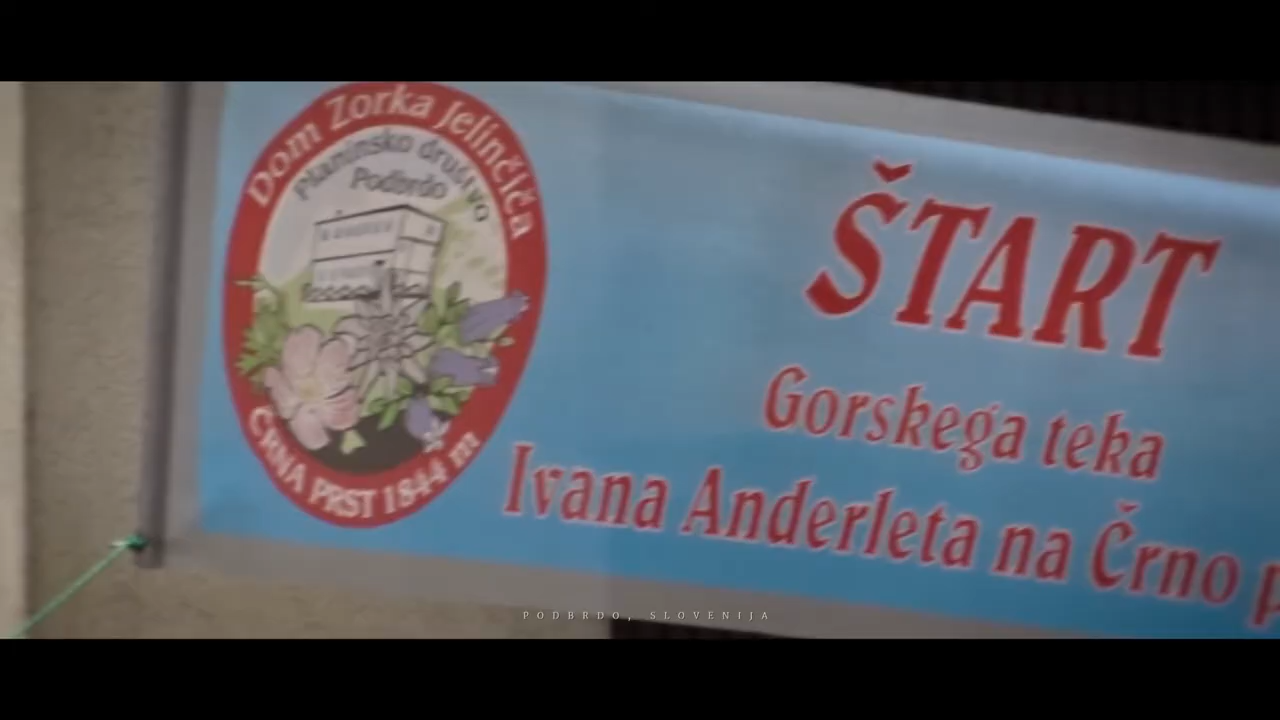 Dom Zorka Jelinčiča
Planinsko društvo
Podbrdo
ČRNA PRST 1844 m
ŠTART
Gorskega teka
Ivana Anderleta na Črno p
PODBRDO, SLOVENIJA